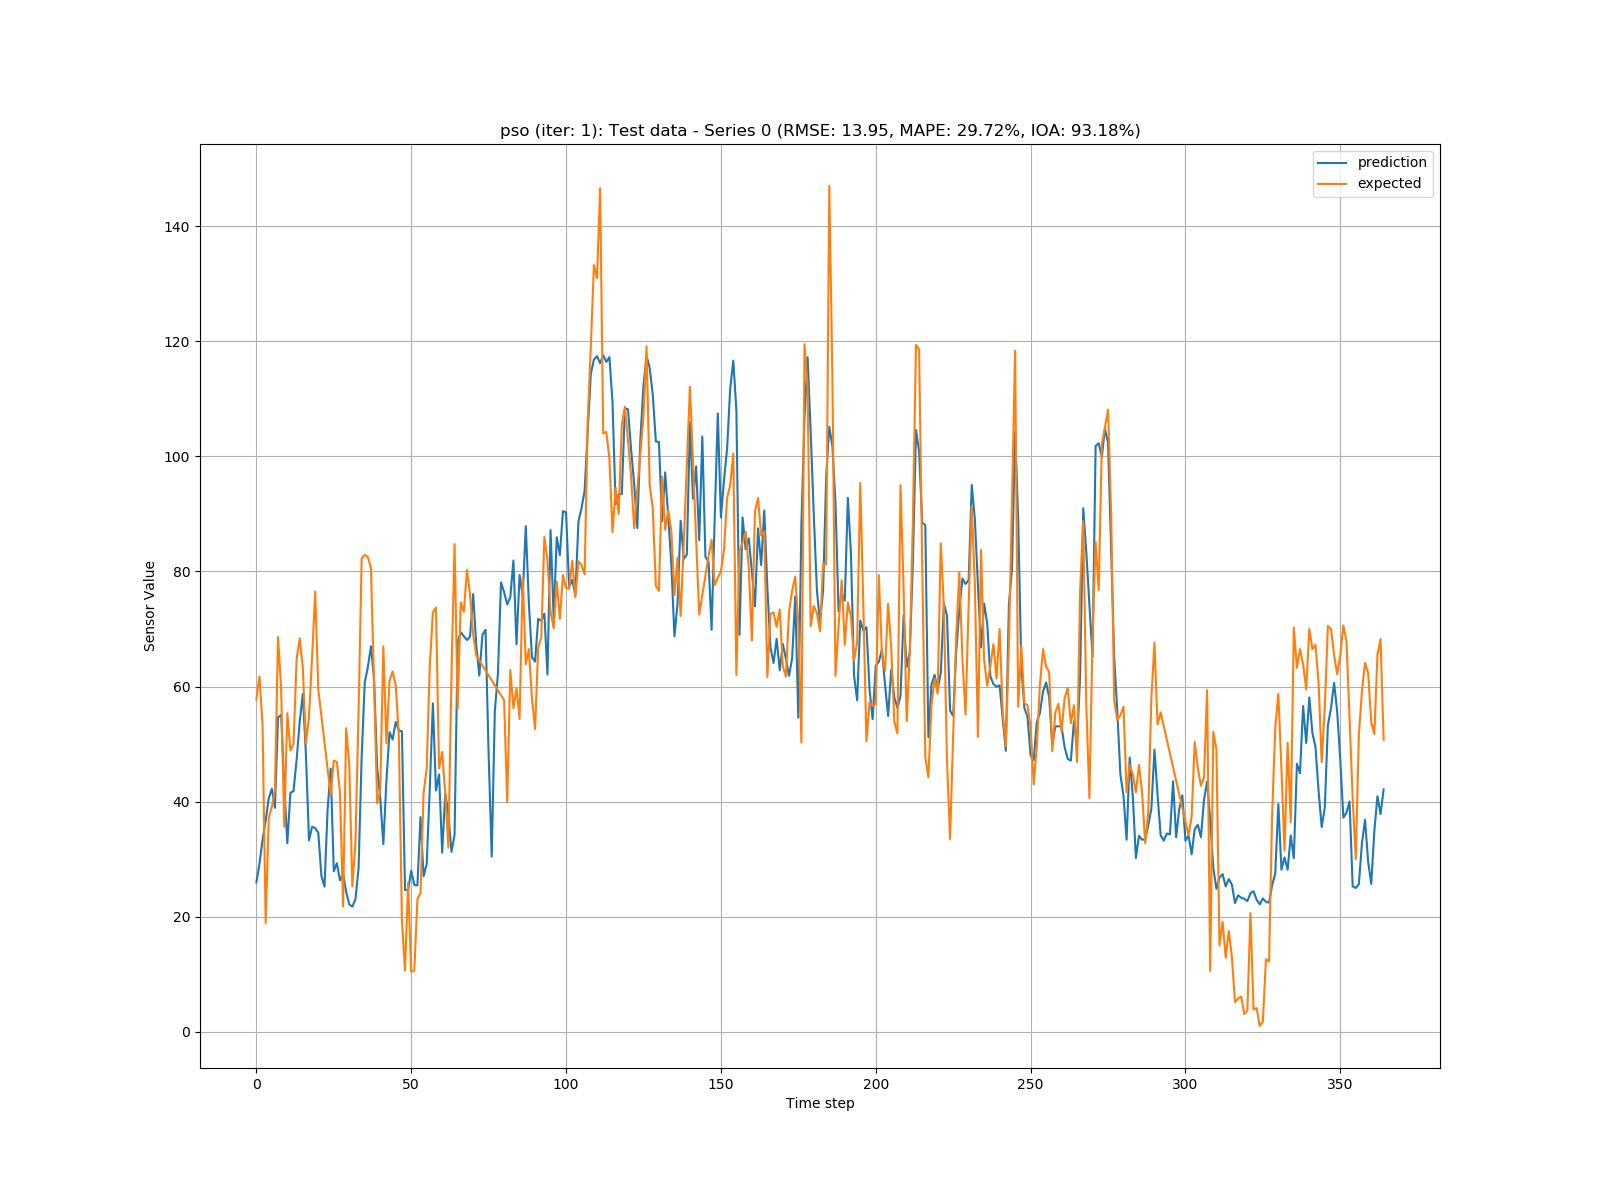 pso (iter: 1): Test data - Series 0 (RMSE: 13.95, MAPE: 29.72%, IOA: 93.18%)
prediction
expected
140
120
100
80
60
40
20
0
Sensor Value
0 50 100 150 200 250 300 350
Time step